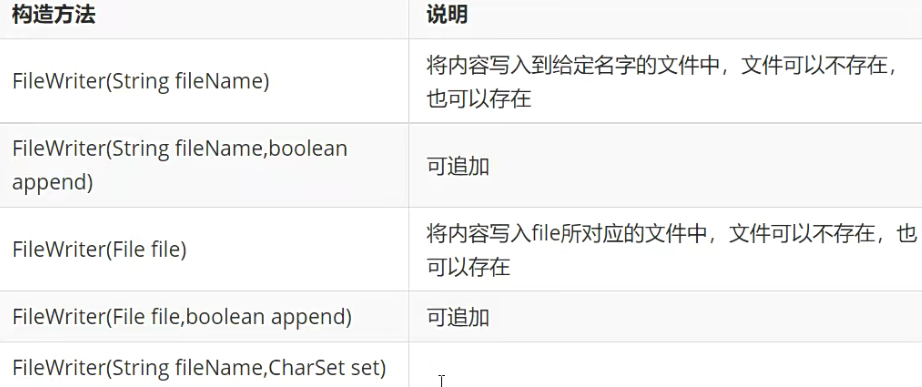 构造方法
说明
FileWriter(String fileName)
将内容写入到给定名字的文件中，文件可以不存在，
也可以存在
FileWriter(String fileName,boolean
append)
可追加
FileWriter(File file)
将内容写入file所对应的文件中，文件可以不存在，也
可以存在
FileWriter(File file,boolean append)
可追加
FileWriter(String fileName,CharSet set)